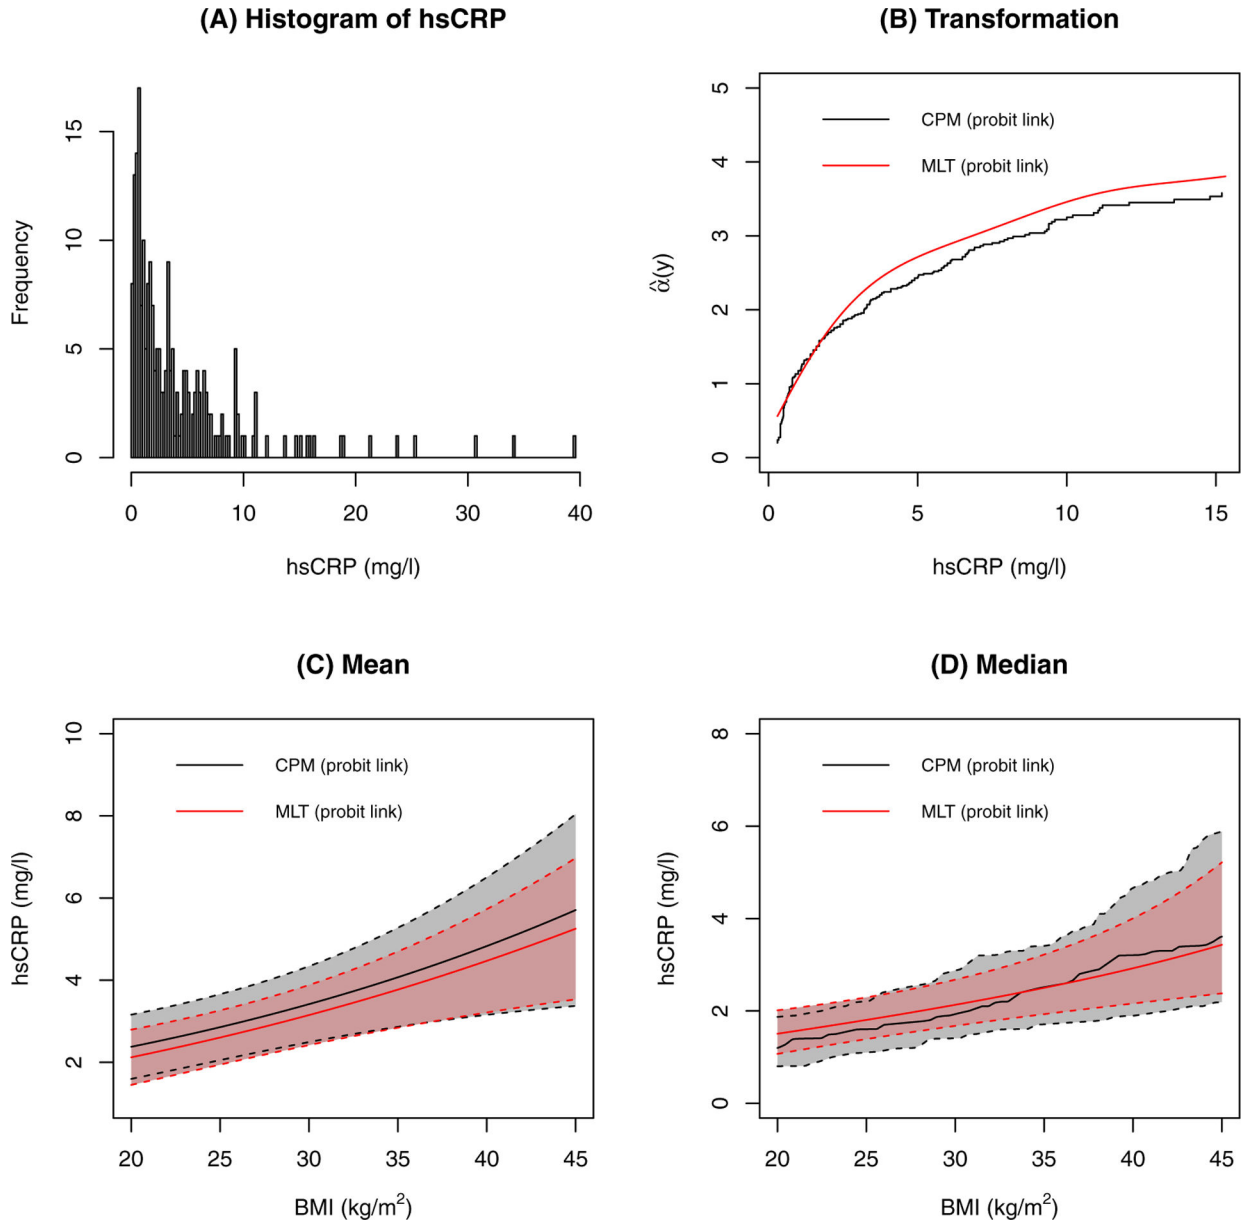 (A) Histogram of hsCRP
Frequency
0
5
10
15
0 10 20 30 40
hsCRP (mg/l)
(B) Transformation
α̂(y)
0
1
2
3
4
5
CPM (probit link)
MLT (probit link)
0 5 10 15
hsCRP (mg/l)
(C) Mean
hsCRP (mg/l)
2
4
6
8
10
CPM (probit link)
MLT (probit link)
20 25 30 35 40 45
BMI (kg/m²)
(D) Median
hsCRP (mg/l)
0
2
4
6
8
CPM (probit link)
MLT (probit link)
20 25 30 35 40 45
BMI (kg/m²)